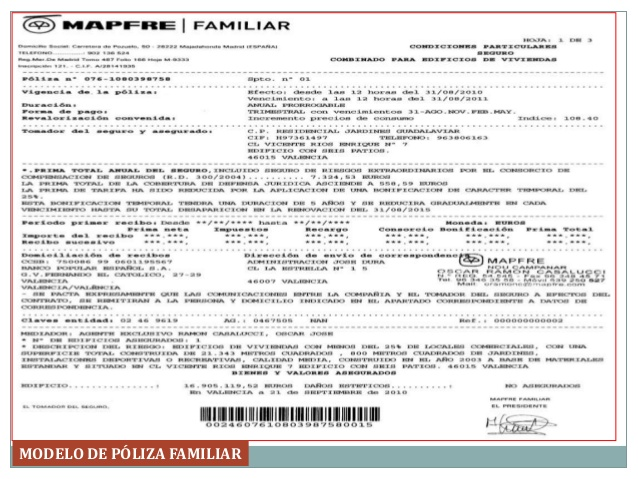 MAPFRE | FAMILIAR
HOJA: 1 DE 3
Domicilio Social: Carretera de Pozuelo, 50 - 28222 Majadahonda Madrid (ESPAÑA)
CONDICIONES PARTICULARES
TELEFONO............: 902 136 524
SEGURO
Reg.Mer.De Madrid Tomo 487 Folio 166 Hoja M-9333
COMBINADO PARA EDIFICIOS DE VIVIENDAS
Inscripción 121.- C.I.F. A/28141935
Póliza nº 076-1080398758 Spto. nº 01
Vigencia de la póliza: Efecto: desde las 12 horas del 31/08/2010
Vencimiento: a las 12 horas del 31/08/2011
Duración: ANUAL PRORROGABLE
Forma de pago: TRIMESTRAL con vencimientos 31-AGO.NOV.FEB.MAY.
Revalorización convenida: Incremento precios de consumo Indice: 108.40
Tomador del seguro y asegurado: C.P. RESIDENCIAL JARDINES GUADALAVIAR
CIF: H97361497 TELEFONO: 963806163
CL VICENTE RIOS ENRIQUE Nº 7
EDIFICIO CON SEIS PATIOS.
46015 VALENCIA
*.PRIMA TOTAL ANUAL DEL SEGURO,INCLUIDO SEGURO DE RIESGOS EXTRAORDINARIOS POR EL CONSORCIO DE
COMPENSACION DE SEGUROS (R.D. 300/2004)........ 7.324,53 EUROS
LA PRIMA TOTAL DE LA COBERTURA DE DEFENSA JURIDICA ASCIENDE A 558,59 EUROS
LA PRIMA DE TARIFA HA SIDO REDUCIDA POR LA APLICACION DE UNA BONIFICACION DE CARACTER TEMPORAL DEL
25%.
ESTA BONIFICACION TEMPORAL TENDRA UNA DURACION DE 5 AÑOS Y SE REDUCIRA GRADUALMENTE EN CADA
VENCIMIENTO HASTA SU TOTAL DESAPARICION EN LA RENOVACION DEL 31/08/2015
Período primer recibo: Desde **/**/**** hasta **/**/**** Moneda: EUROS
Prima neta Impuestos Recargo Consorcio Bonificación Prima Total
Importe del recibo ***.***, ***.***, ***.***, ***.***, ***.***, ***.***,
Recibo sucesivo ***.***, ***.***, ***.***, ***.***, ***.***, ***.***,
Domiciliación de recibos Dirección de envío de correspondencia
CCSB: 750086 99 0601195567 ADMINISTRACION JOSE DURA
BANCO POPULAR ESPAÑOL S.A. CL LA ESTRELLA Nº 1 5
G.V.FERNANDO EL CATOLICO, 27-29
VALENCIA 46007 VALENCIA
VALENCIA/VALÈNCIA
MAPFRE
NOU CAMPANAR
OSCAR RAMON CASALUCCI
- SE PACTA EXPRESAMENTE QUE LAS COMUNICACIONES ENTRE LA COMPAÑIA Y EL TOMADOR DEL SEGURO A EFECTOS DEL
CONTRATO, SE REMITIRAN A LA PERSONA Y DOMICILIO INDICADO EN EL APARTADO CORRESPONDIENTE A DATOS DE
CORRESPONDENCIA.
Claves entidad: 02 46 9619 AG.: 0467505 NAN Ref.: 000000000002
MEDIADOR: AGENTE EXCLUSIVO RAMON CASALUCCI, OSCAR JOSE
* Nº DE EDIFICIOS ASEGURADOS: 1
* DESCRIPCION DEL RIESGO: EDIFICIOS DE VIVIENDAS CON MENOS DEL 25% DE LOCALES COMERCIALES, CON UNA
SUPERFICIE TOTAL CONSTRUIDA DE 21.343 METROS CUADRADOS , 800 METROS CUADRADOS DE JARDINES,
INSTALACIONES DEPORTIVAS O RECREATIVAS, CALIDAD MEDIA, CONSTRUIDO EN EL AÑO 2003 A BASE DE MATERIALES
ESTANDAR Y SITUADO EN CL VICENTE RIOS ENRIQUE 7 EDIFICIO CON SEIS PATIOS. 46015 VALENCIA
BIENES Y VALORES ASEGURADOS
EDIFICIO...........: 16.905.119,52 EUROS DAÑOS ESTETICOS..........: NO ASEGURADOS
En VALENCIA a 21 de SEPTIEMBRE de 2010
EL TOMADOR DEL SEGURO,
MAPFRE FAMILIAR
EL PRESIDENTE
0024607610803987580015
MODELO DE PÓLIZA FAMILIAR